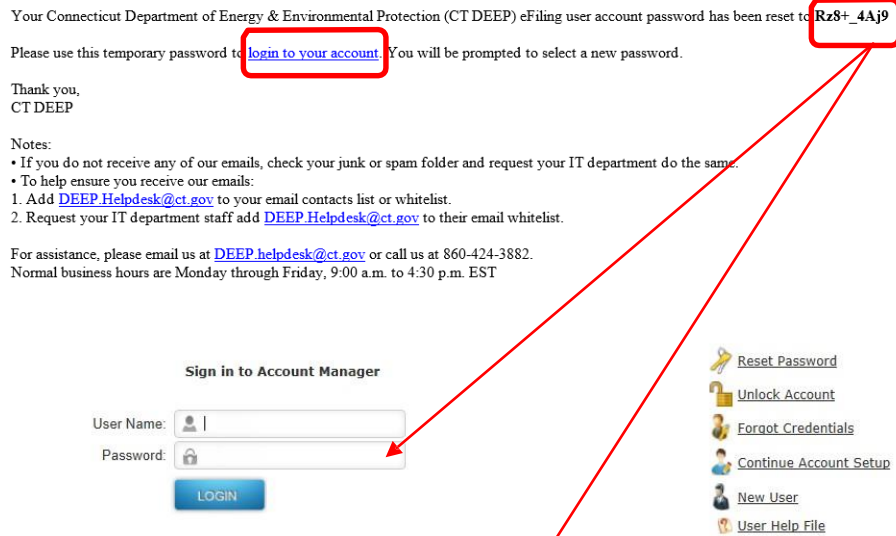 Your Connecticut Department of Energy & Environmental Protection (CT DEEP) eFiling user account password has been reset to Rz8+_4Aj9
Please use this temporary password to login to your account. You will be prompted to select a new password.
Thank you,
CT DEEP
Notes:
• If you do not receive any of our emails, check your junk or spam folder and request your IT department do the same.
• To help ensure you receive our emails:
1. Add DEEP.Helpdesk@ct.gov to your email contacts list or whitelist.
2. Request your IT department staff add DEEP.Helpdesk@ct.gov to their email whitelist.
For assistance, please email us at DEEP.helpdesk@ct.gov or call us at 860-424-3882.
Normal business hours are Monday through Friday, 9:00 a.m. to 4:30 p.m. EST
Sign in to Account Manager
User Name:
Password:
LOGIN
Reset Password
Unlock Account
Forgot Credentials
Continue Account Setup
New User
User Help File